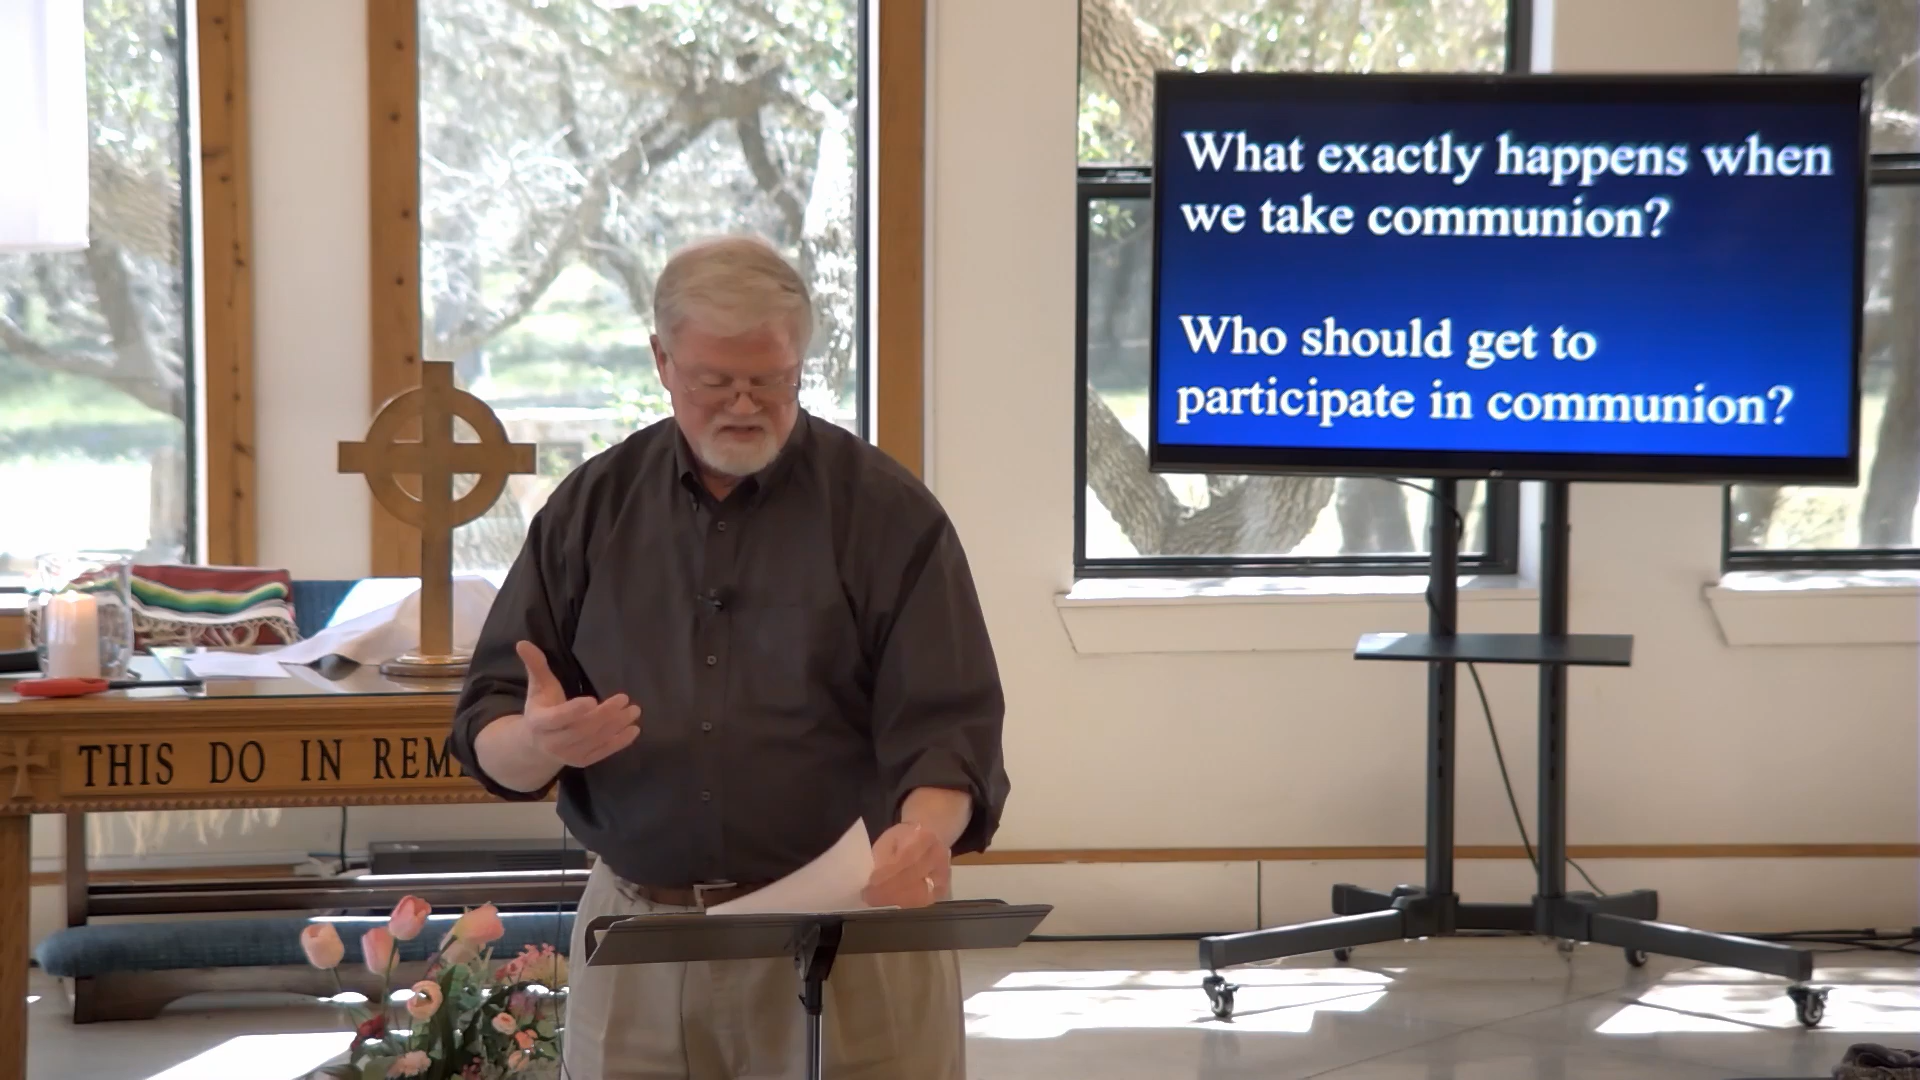 What exactly happens when
we take communion?
Who should get to
participate in communion?
THIS DO IN REM